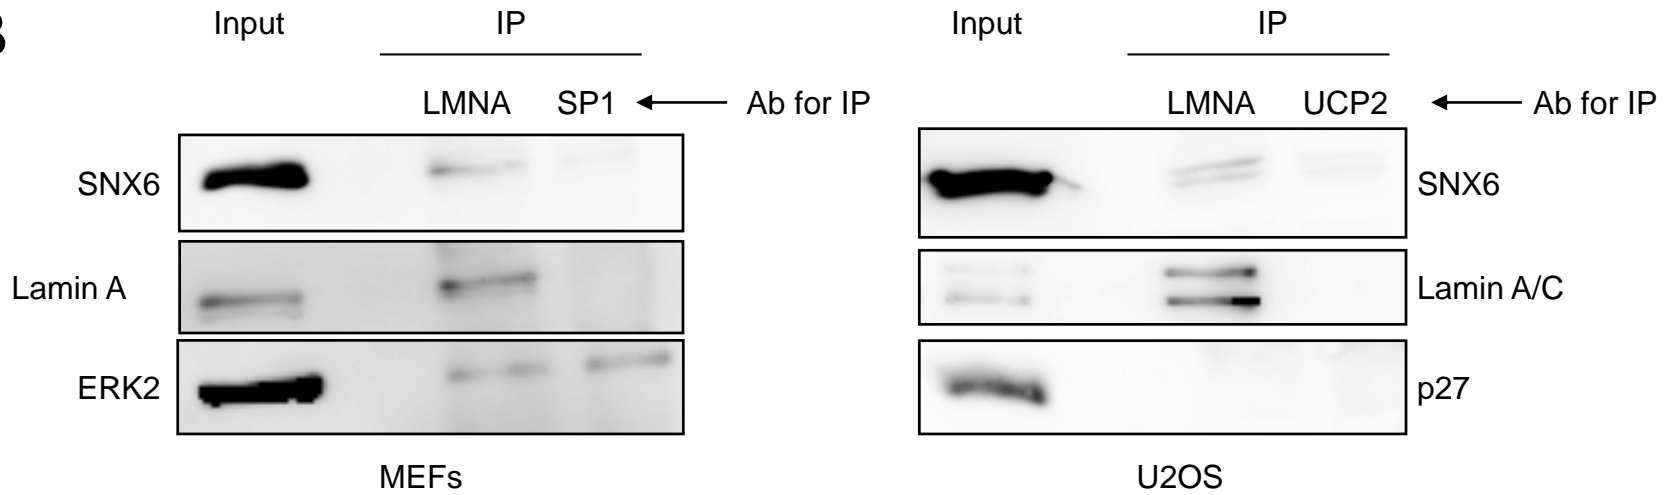 B
Input IP
LMNA SP1 ← Ab for IP
SNX6
Lamin A
ERK2
MEFs
Input IP
LMNA UCP2 ← Ab for IP
SNX6
Lamin A/C
p27
U2OS